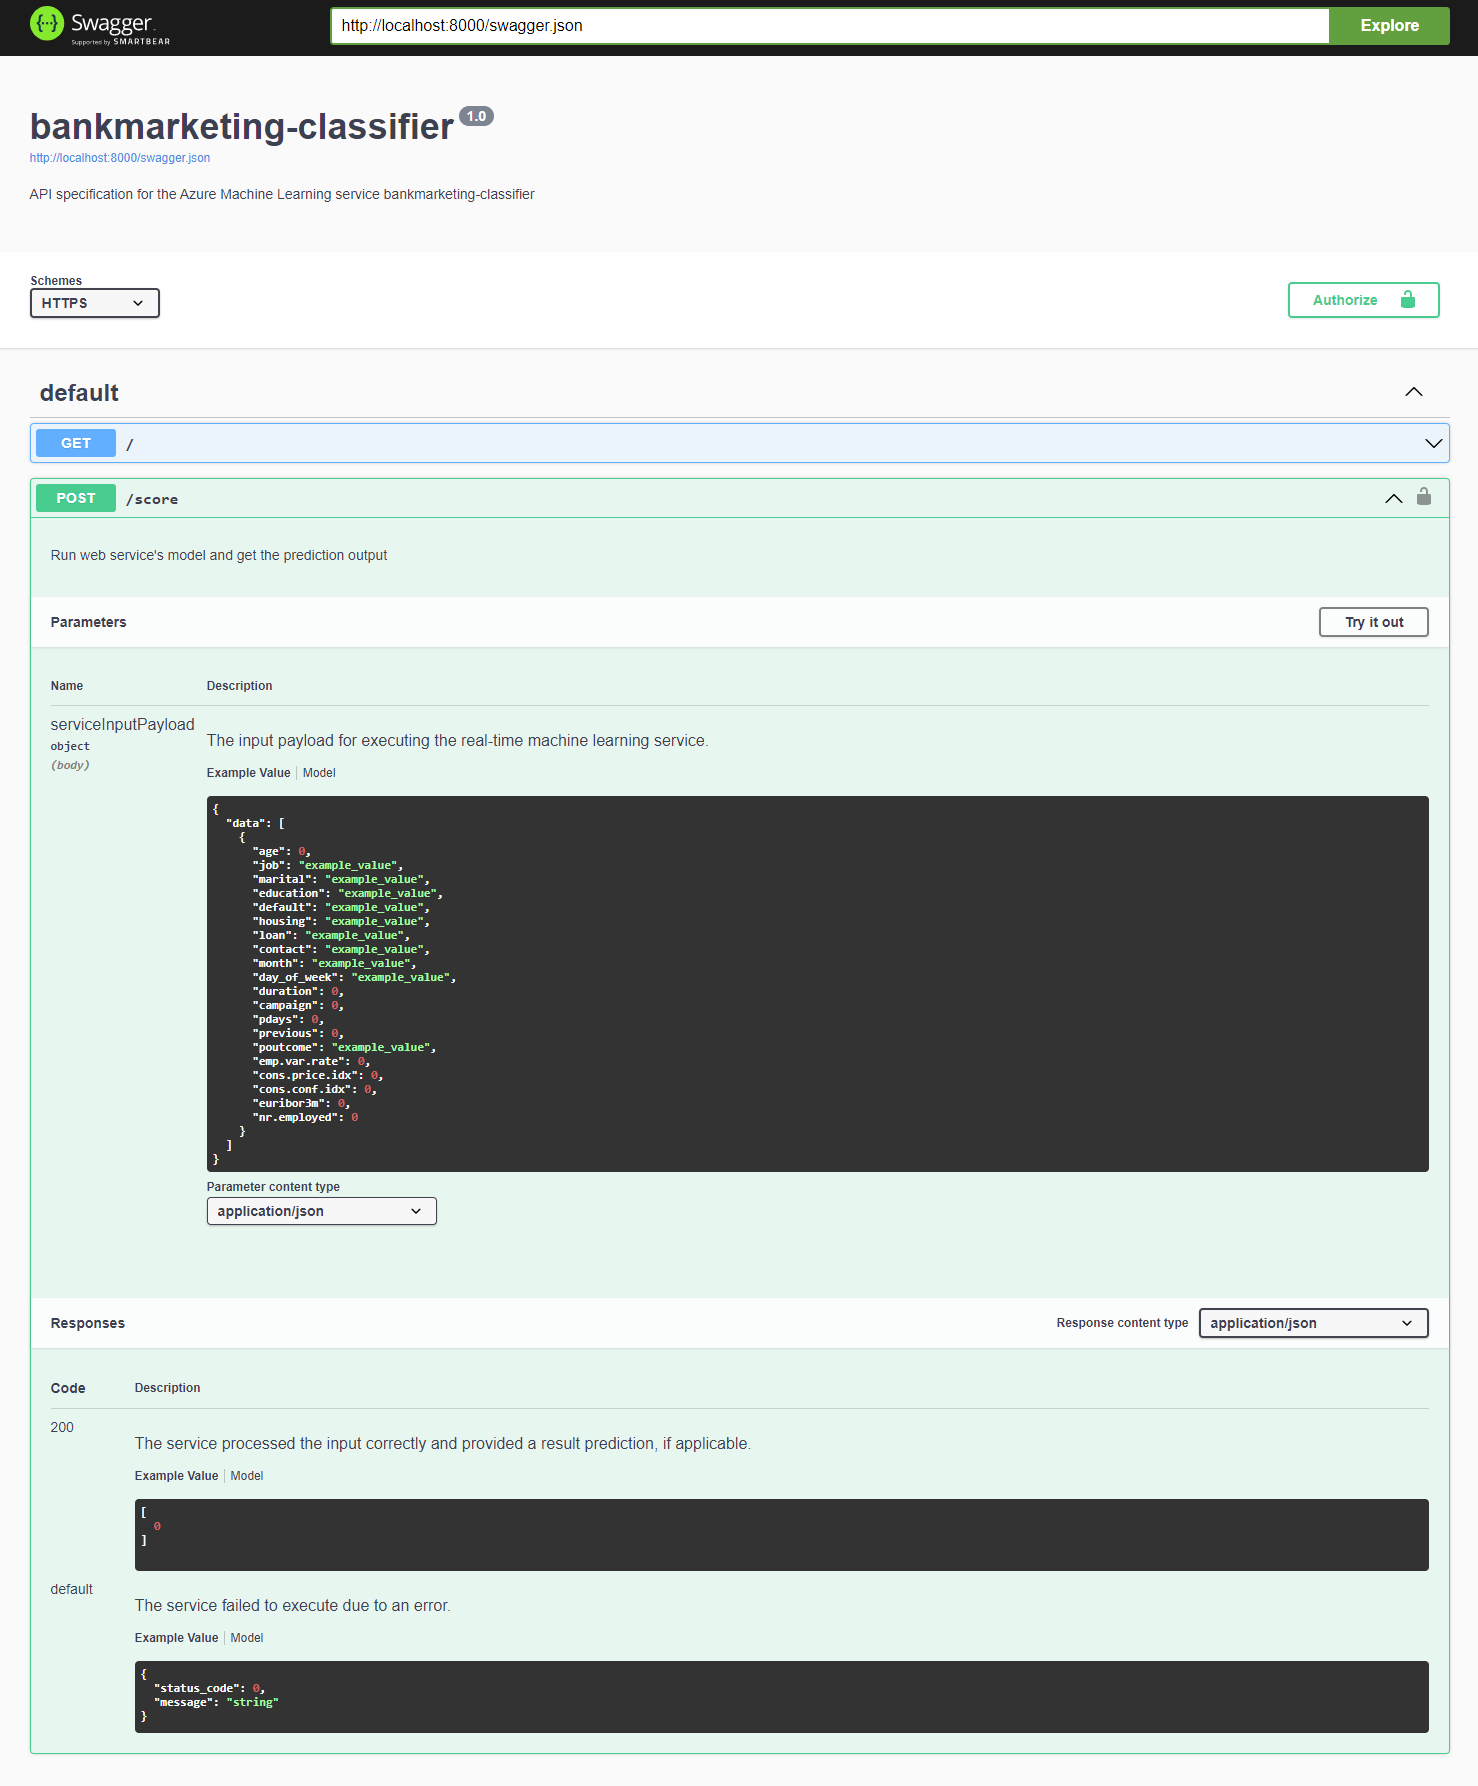 Swagger
Supported by SMARTBEAR
http://localhost:8000/swagger.json
Explore
bankmarketing-classifier 1.0
http://localhost:8000/swagger.json
API specification for the Azure Machine Learning service bankmarketing-classifier
Schemes
HTTPS
Authorize
default
GET /
POST /score
Run web service's model and get the prediction output
Parameters
Try it out
Name Description
serviceInputPayload
object
(body)
The input payload for executing the real-time machine learning service.
Example Value Model
{
  "data": [
    {
      "age": 0,
      "job": "example_value",
      "marital": "example_value",
      "education": "example_value",
      "default": "example_value",
      "housing": "example_value",
      "loan": "example_value",
      "contact": "example_value",
      "month": "example_value",
      "day_of_week": "example_value",
      "duration": 0,
      "campaign": 0,
      "pdays": 0,
      "previous": 0,
      "poutcome": "example_value",
      "emp.var.rate": 0,
      "cons.price.idx": 0,
      "cons.conf.idx": 0,
      "euribor3m": 0,
      "nr.employed": 0
    }
  ]
}
Parameter content type
application/json
Responses
Response content type application/json
Code Description
200
The service processed the input correctly and provided a result prediction, if applicable.
Example Value Model
[
  0
]
default
The service failed to execute due to an error.
Example Value Model
{
  "status_code": 0,
  "message": "string"
}